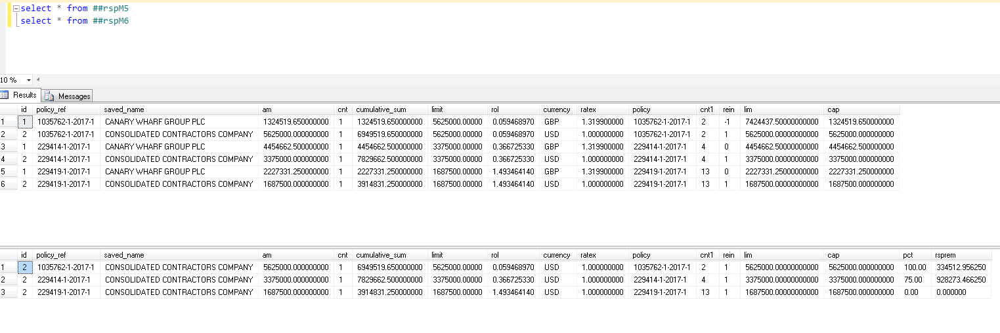 select * from ##rspM5
select * from ##rspM6
10 %
Results Messages
id policy_ref saved_name am cnt cumulative_sum limit rol currency ratex policy cnt1 rein lim cap
1 1 1035762-1-2017-1 CANARY WHARF GROUP PLC 1324519.650000000 1 1324519.650000000 5625000.00000 0.059468970 GBP 1.319900000 1035762-1-2017-1 2 -1 7424437.50000000000 1324519.650000000
2 2 1035762-1-2017-1 CONSOLIDATED CONTRACTORS COMPANY 5625000.000000000 1 6949519.650000000 5625000.00000 0.059468970 USD 1.000000000 1035762-1-2017-1 2 1 5625000.00000000000 5625000.000000000
3 1 229414-1-2017-1 CANARY WHARF GROUP PLC 4454662.500000000 1 4454662.500000000 3375000.00000 0.366725330 GBP 1.319900000 229414-1-2017-1 4 0 4454662.50000000000 4454662.500000000
4 2 229414-1-2017-1 CONSOLIDATED CONTRACTORS COMPANY 3375000.000000000 1 7829662.500000000 3375000.00000 0.366725330 USD 1.000000000 229414-1-2017-1 4 1 3375000.00000000000 3375000.000000000
5 1 229419-1-2017-1 CANARY WHARF GROUP PLC 2227331.250000000 1 2227331.250000000 1687500.00000 1.493464140 GBP 1.319900000 229419-1-2017-1 13 0 2227331.25000000000 2227331.250000000
6 2 229419-1-2017-1 CONSOLIDATED CONTRACTORS COMPANY 1687500.000000000 1 3914831.250000000 1687500.00000 1.493464140 USD 1.000000000 229419-1-2017-1 13 1 1687500.00000000000 1687500.000000000
id policy_ref saved_name am cnt cumulative_sum limit rol currency ratex policy cnt1 rein lim cap pct rsprem
1 2 1035762-1-2017-1 CONSOLIDATED CONTRACTORS COMPANY 5625000.000000000 1 6949519.650000000 5625000.00000 0.059468970 USD 1.000000000 1035762-1-2017-1 2 1 5625000.00000000000 5625000.000000000 100.00 334512.956250
2 2 229414-1-2017-1 CONSOLIDATED CONTRACTORS COMPANY 3375000.000000000 1 7829662.500000000 3375000.00000 0.366725330 USD 1.000000000 229414-1-2017-1 4 1 3375000.00000000000 3375000.000000000 75.00 928273.466250
3 2 229419-1-2017-1 CONSOLIDATED CONTRACTORS COMPANY 1687500.000000000 1 3914831.250000000 1687500.00000 1.493464140 USD 1.000000000 229419-1-2017-1 13 1 1687500.00000000000 1687500.000000000 0.00 0.000000